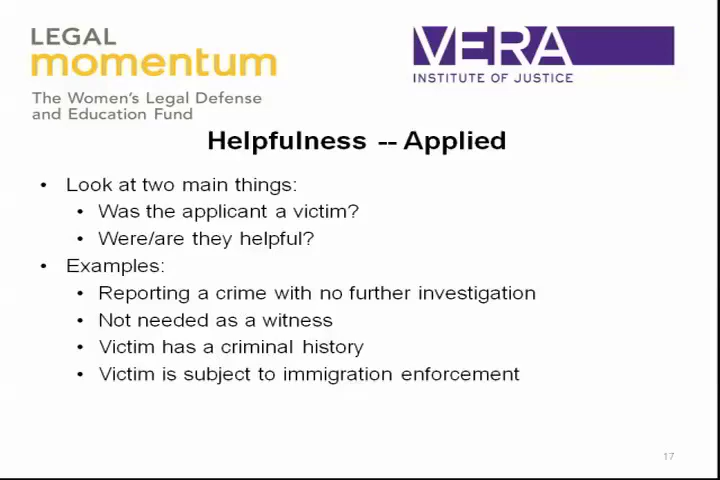 LEGAL
momentum
The Women's Legal Defense
and Education Fund
VERA
INSTITUTE OF JUSTICE
Helpfulness -- Applied
• Look at two main things:
• Was the applicant a victim?
• Were/are they helpful?
• Examples:
• Reporting a crime with no further investigation
• Not needed as a witness
• Victim has a criminal history
• Victim is subject to immigration enforcement
17